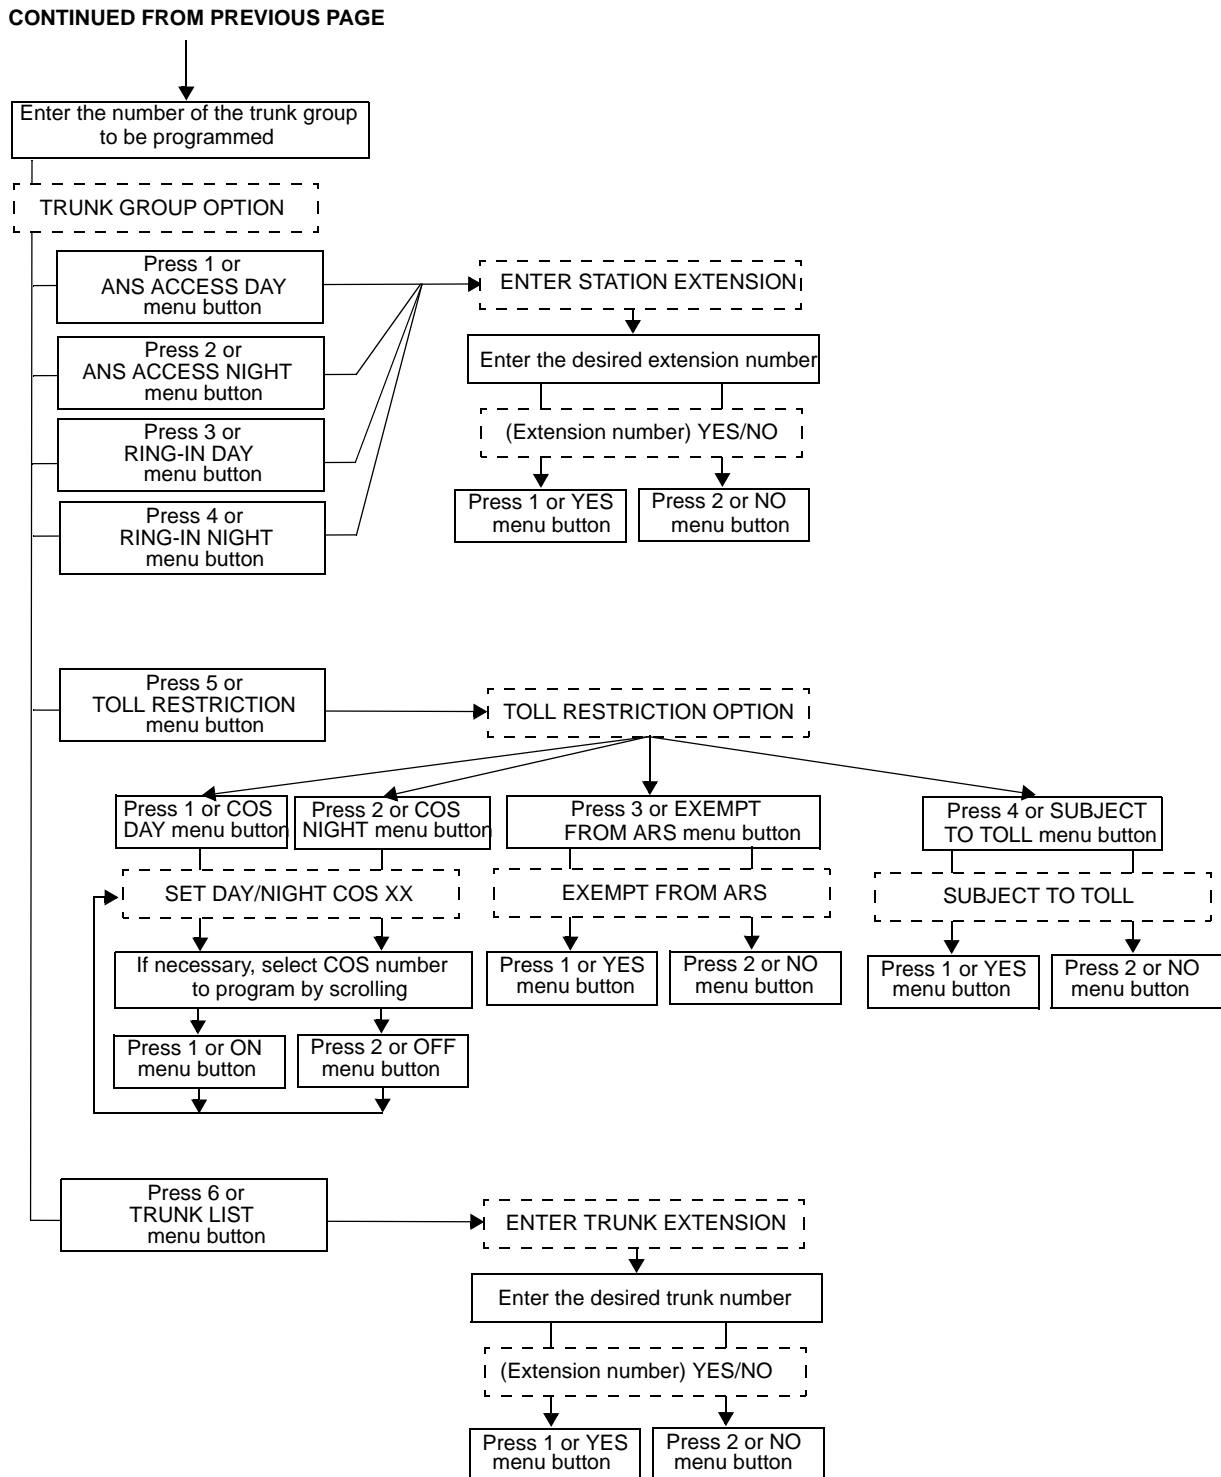 CONTINUED FROM PREVIOUS PAGE
Enter the number of the trunk group
to be programmed
TRUNK GROUP OPTION
Press 1 or
ANS ACCESS DAY
menu button
ENTER STATION EXTENSION
Press 2 or
ANS ACCESS NIGHT
menu button
Enter the desired extension number
Press 3 or
RING-IN DAY
menu button
(Extension number) YES/NO
Press 4 or
RING-IN NIGHT
menu button
Press 1 or YES
menu button
Press 2 or NO
menu button
Press 5 or
TOLL RESTRICTION
menu button
TOLL RESTRICTION OPTION
Press 1 or COS
DAY menu button
Press 2 or COS
NIGHT menu button
Press 3 or EXEMPT
FROM ARS menu button
Press 4 or SUBJECT
TO TOLL menu button
SET DAY/NIGHT COS XX
EXEMPT FROM ARS
SUBJECT TO TOLL
If necessary, select COS number
to program by scrolling
Press 1 or YES
menu button
Press 2 or NO
menu button
Press 1 or YES
menu button
Press 2 or NO
menu button
Press 1 or ON
menu button
Press 2 or OFF
menu button
Press 6 or
TRUNK LIST
menu button
ENTER TRUNK EXTENSION
Enter the desired trunk number
(Extension number) YES/NO
Press 1 or YES
menu button
Press 2 or NO
menu button